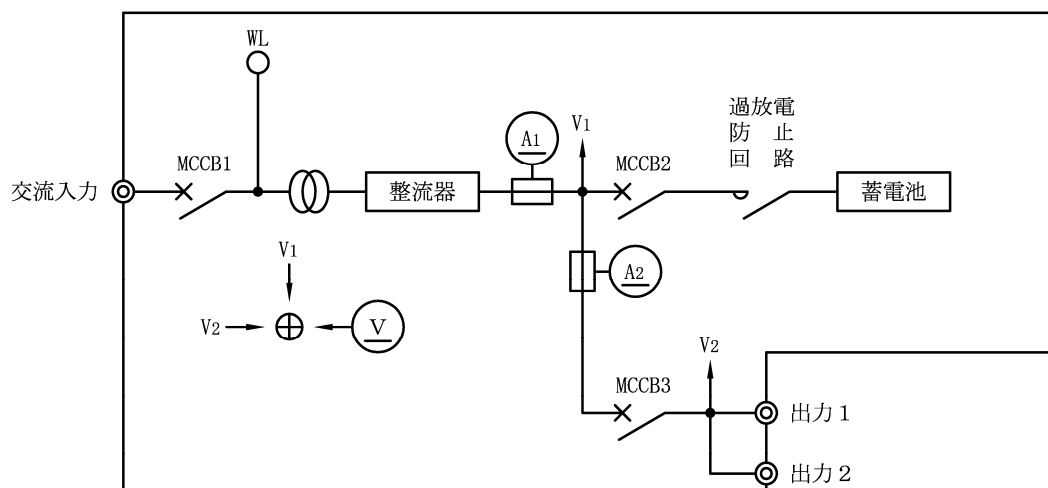 WL
過放電
防止
回路
A1
V1
MCCB1
MCCB2
交流入力
整流器
蓄電池
V1
A2
V2
V
V2
MCCB3
出力1
出力2